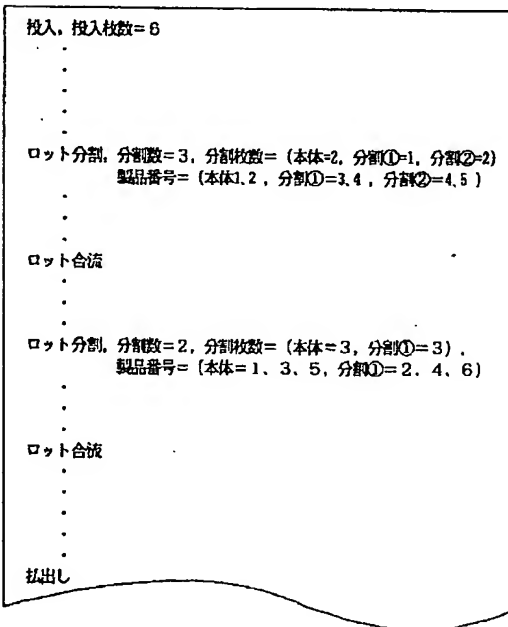 投入, 投入枚数=6
ロット分割, 分割数=3, 分割枚数= (本体=2, 分割①=1, 分割②=2)
製品番号= (本体1,2 , 分割①=3,4 , 分割②=4,5 )
ロット合流
ロット分割, 分割数=2, 分割枚数= (本体=3, 分割①=3) ,
製品番号= (本体=1、3、5, 分割①=2、4、6)
ロット合流
払出し